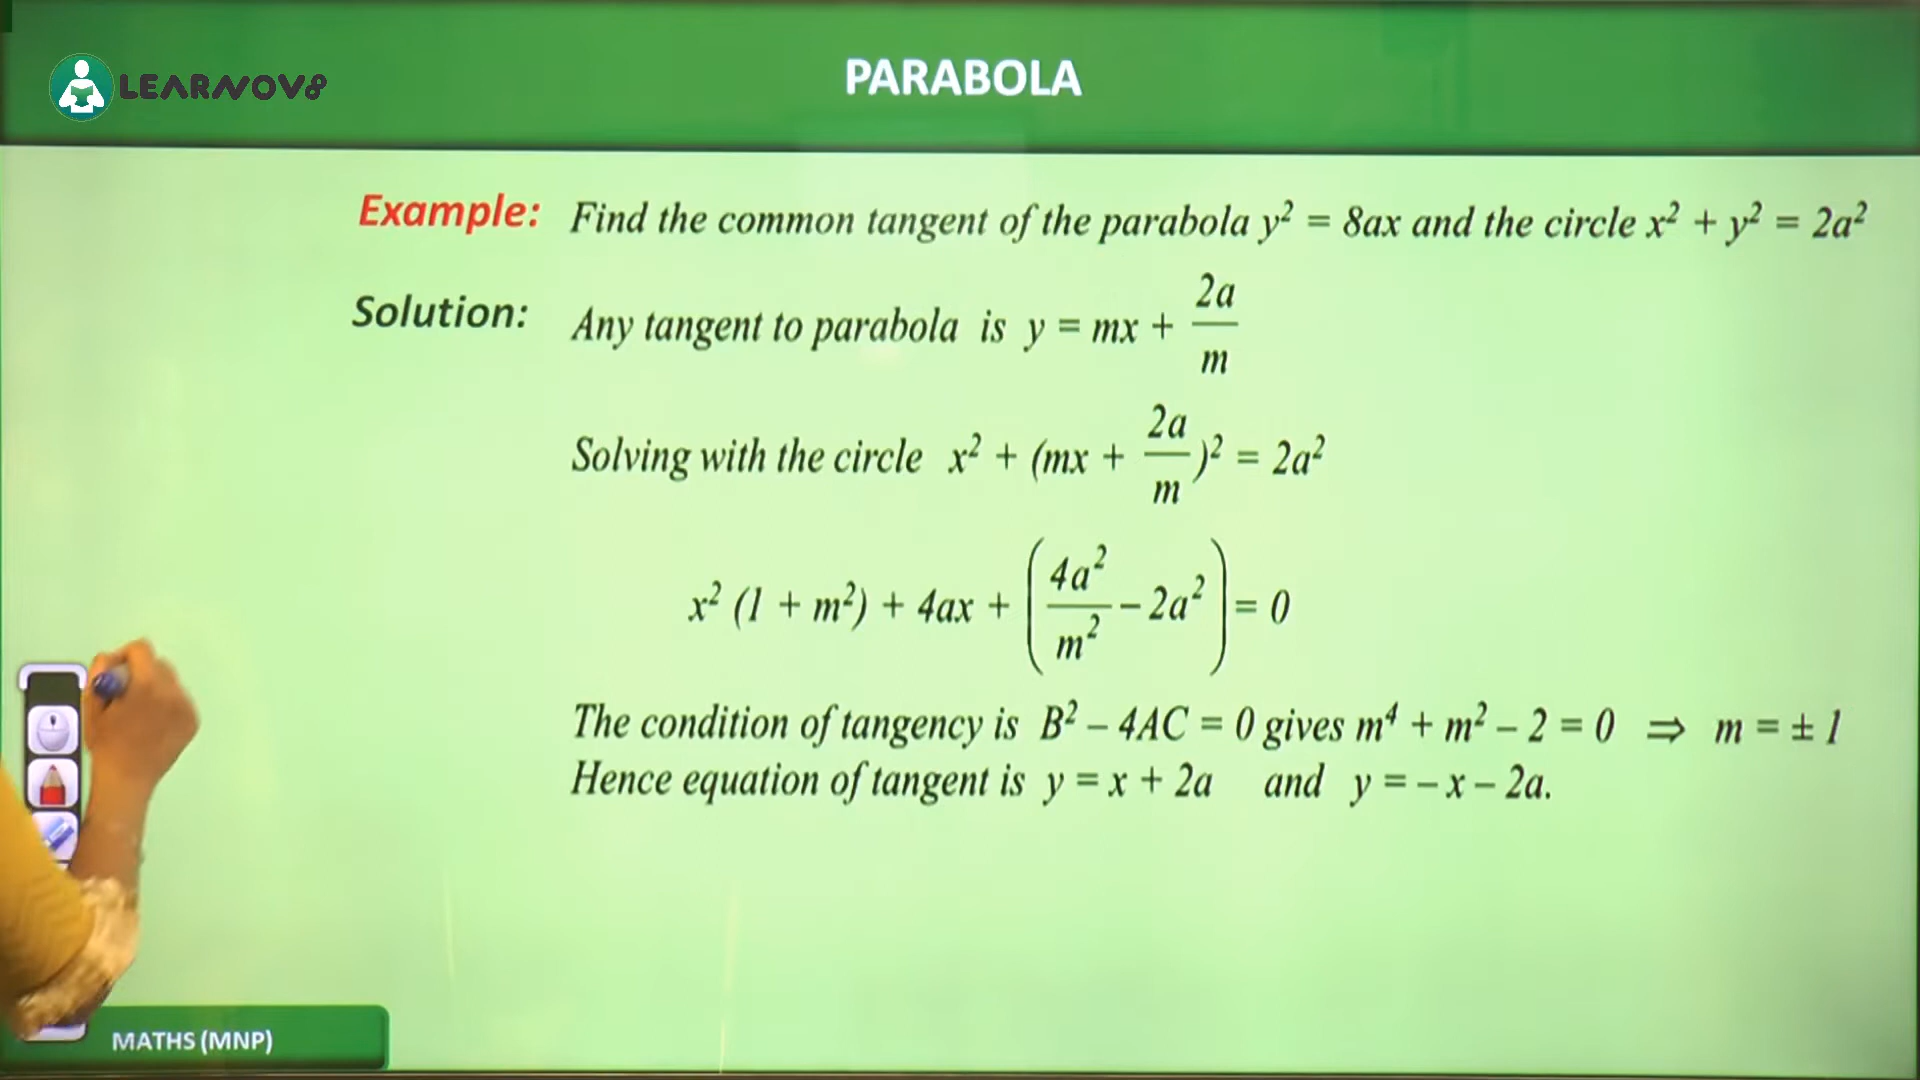 LEARNOV8
PARABOLA
Example: Find the common tangent of the parabola y² = 8ax and the circle x² + y² = 2a²
Solution: Any tangent to parabola is y = mx + 2a/m
Solving with the circle x² + (mx + 2a/m)² = 2a²
x² (1 + m²) + 4ax + (4a²/m² − 2a²) = 0
The condition of tangency is B² – 4AC = 0 gives m⁴ + m² – 2 = 0 ⇒ m = ± 1
Hence equation of tangent is y = x + 2a and y = – x – 2a.
MATHS (MNP)